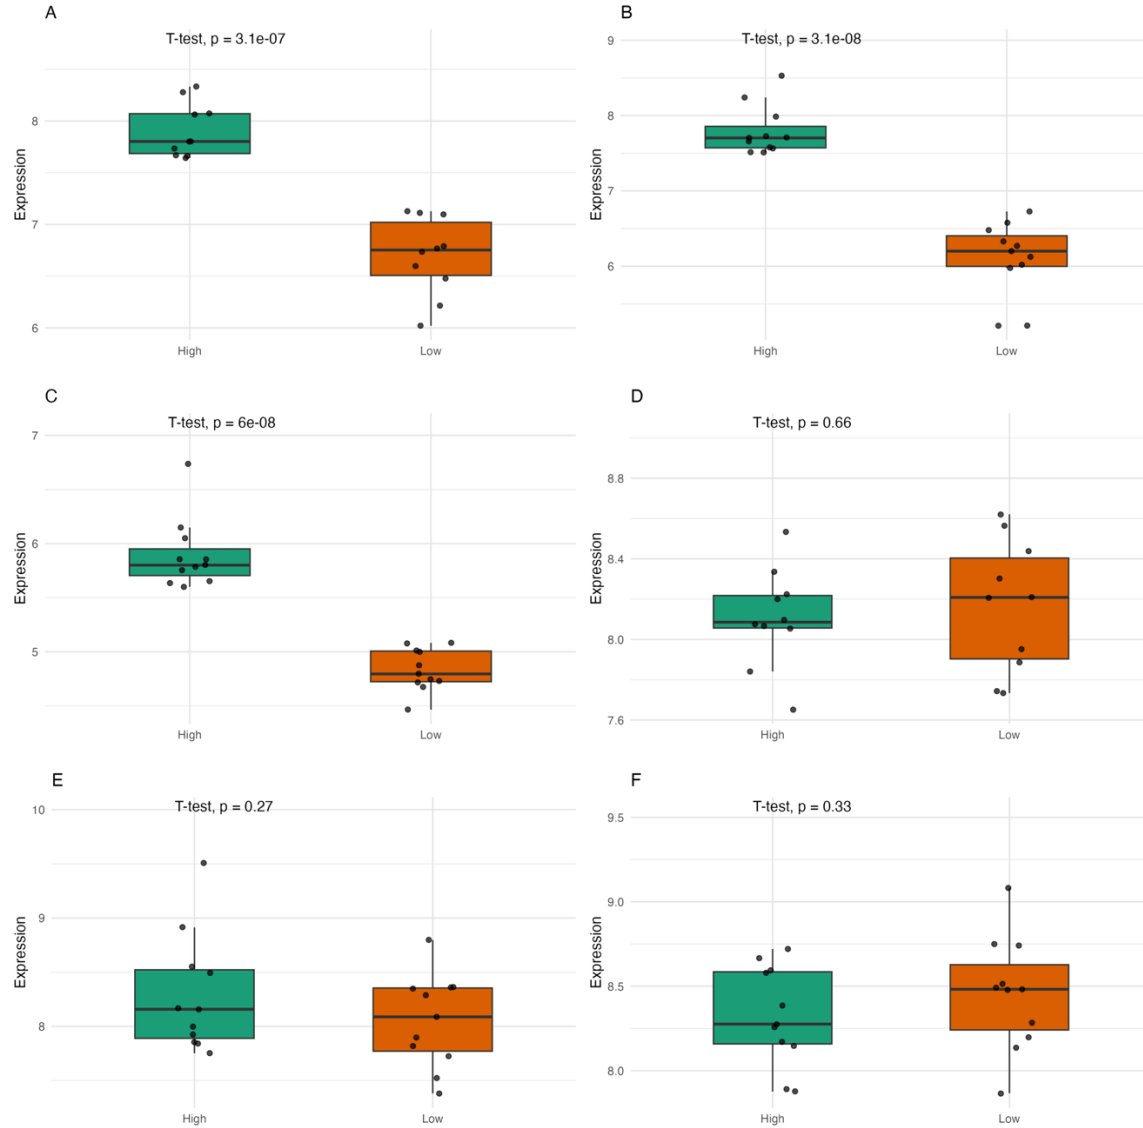 A
T-test, p = 3.1e-07
Expression
8
7
6
High
Low
B
T-test, p = 3.1e-08
Expression
9
8
7
6
High
Low
C
T-test, p = 6e-08
Expression
7
6
5
High
Low
D
T-test, p = 0.66
Expression
8.8
8.4
8.0
7.6
High
Low
E
T-test, p = 0.27
Expression
10
9
8
High
Low
F
T-test, p = 0.33
Expression
9.5
9.0
8.5
8.0
High
Low